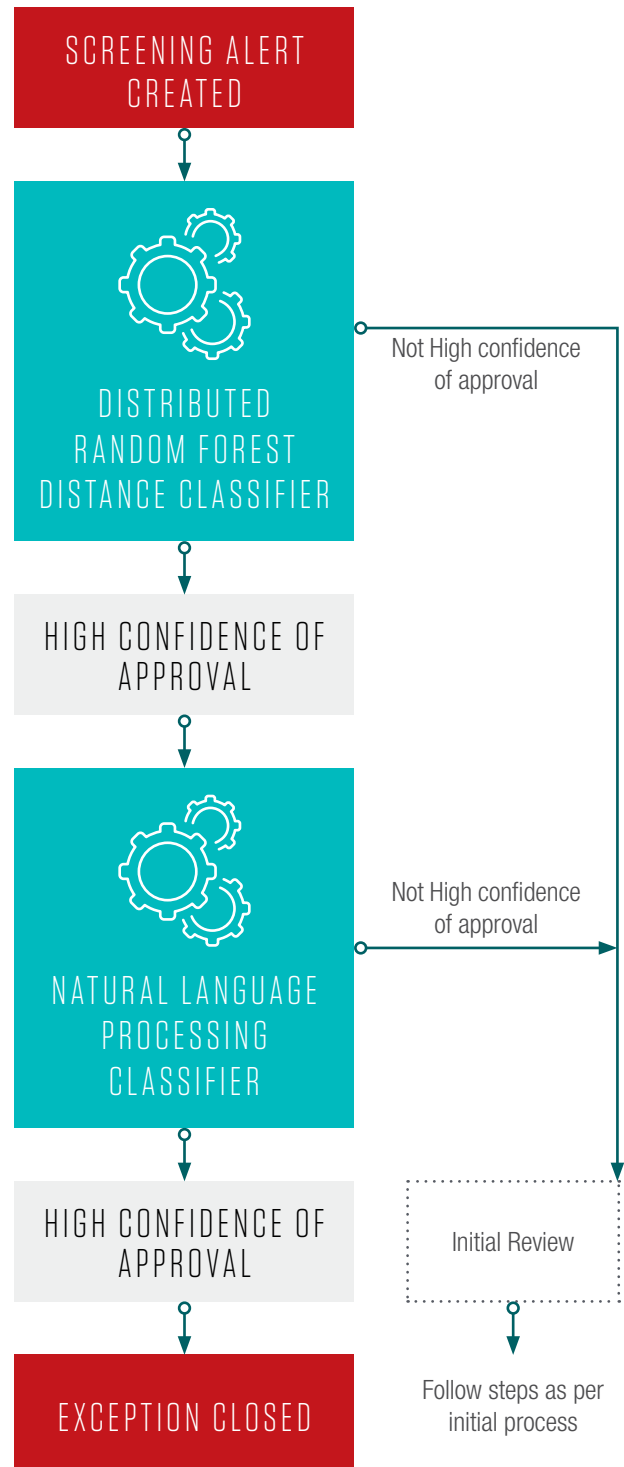 SCREENING ALERT
CREATED
DISTRIBUTED
RANDOM FOREST
DISTANCE CLASSIFIER
Not High confidence
of approval
HIGH CONFIDENCE OF
APPROVAL
NATURAL LANGUAGE
PROCESSING
CLASSIFIER
Not High confidence
of approval
HIGH CONFIDENCE OF
APPROVAL
Initial Review
EXCEPTION CLOSED
Follow steps as per
initial process